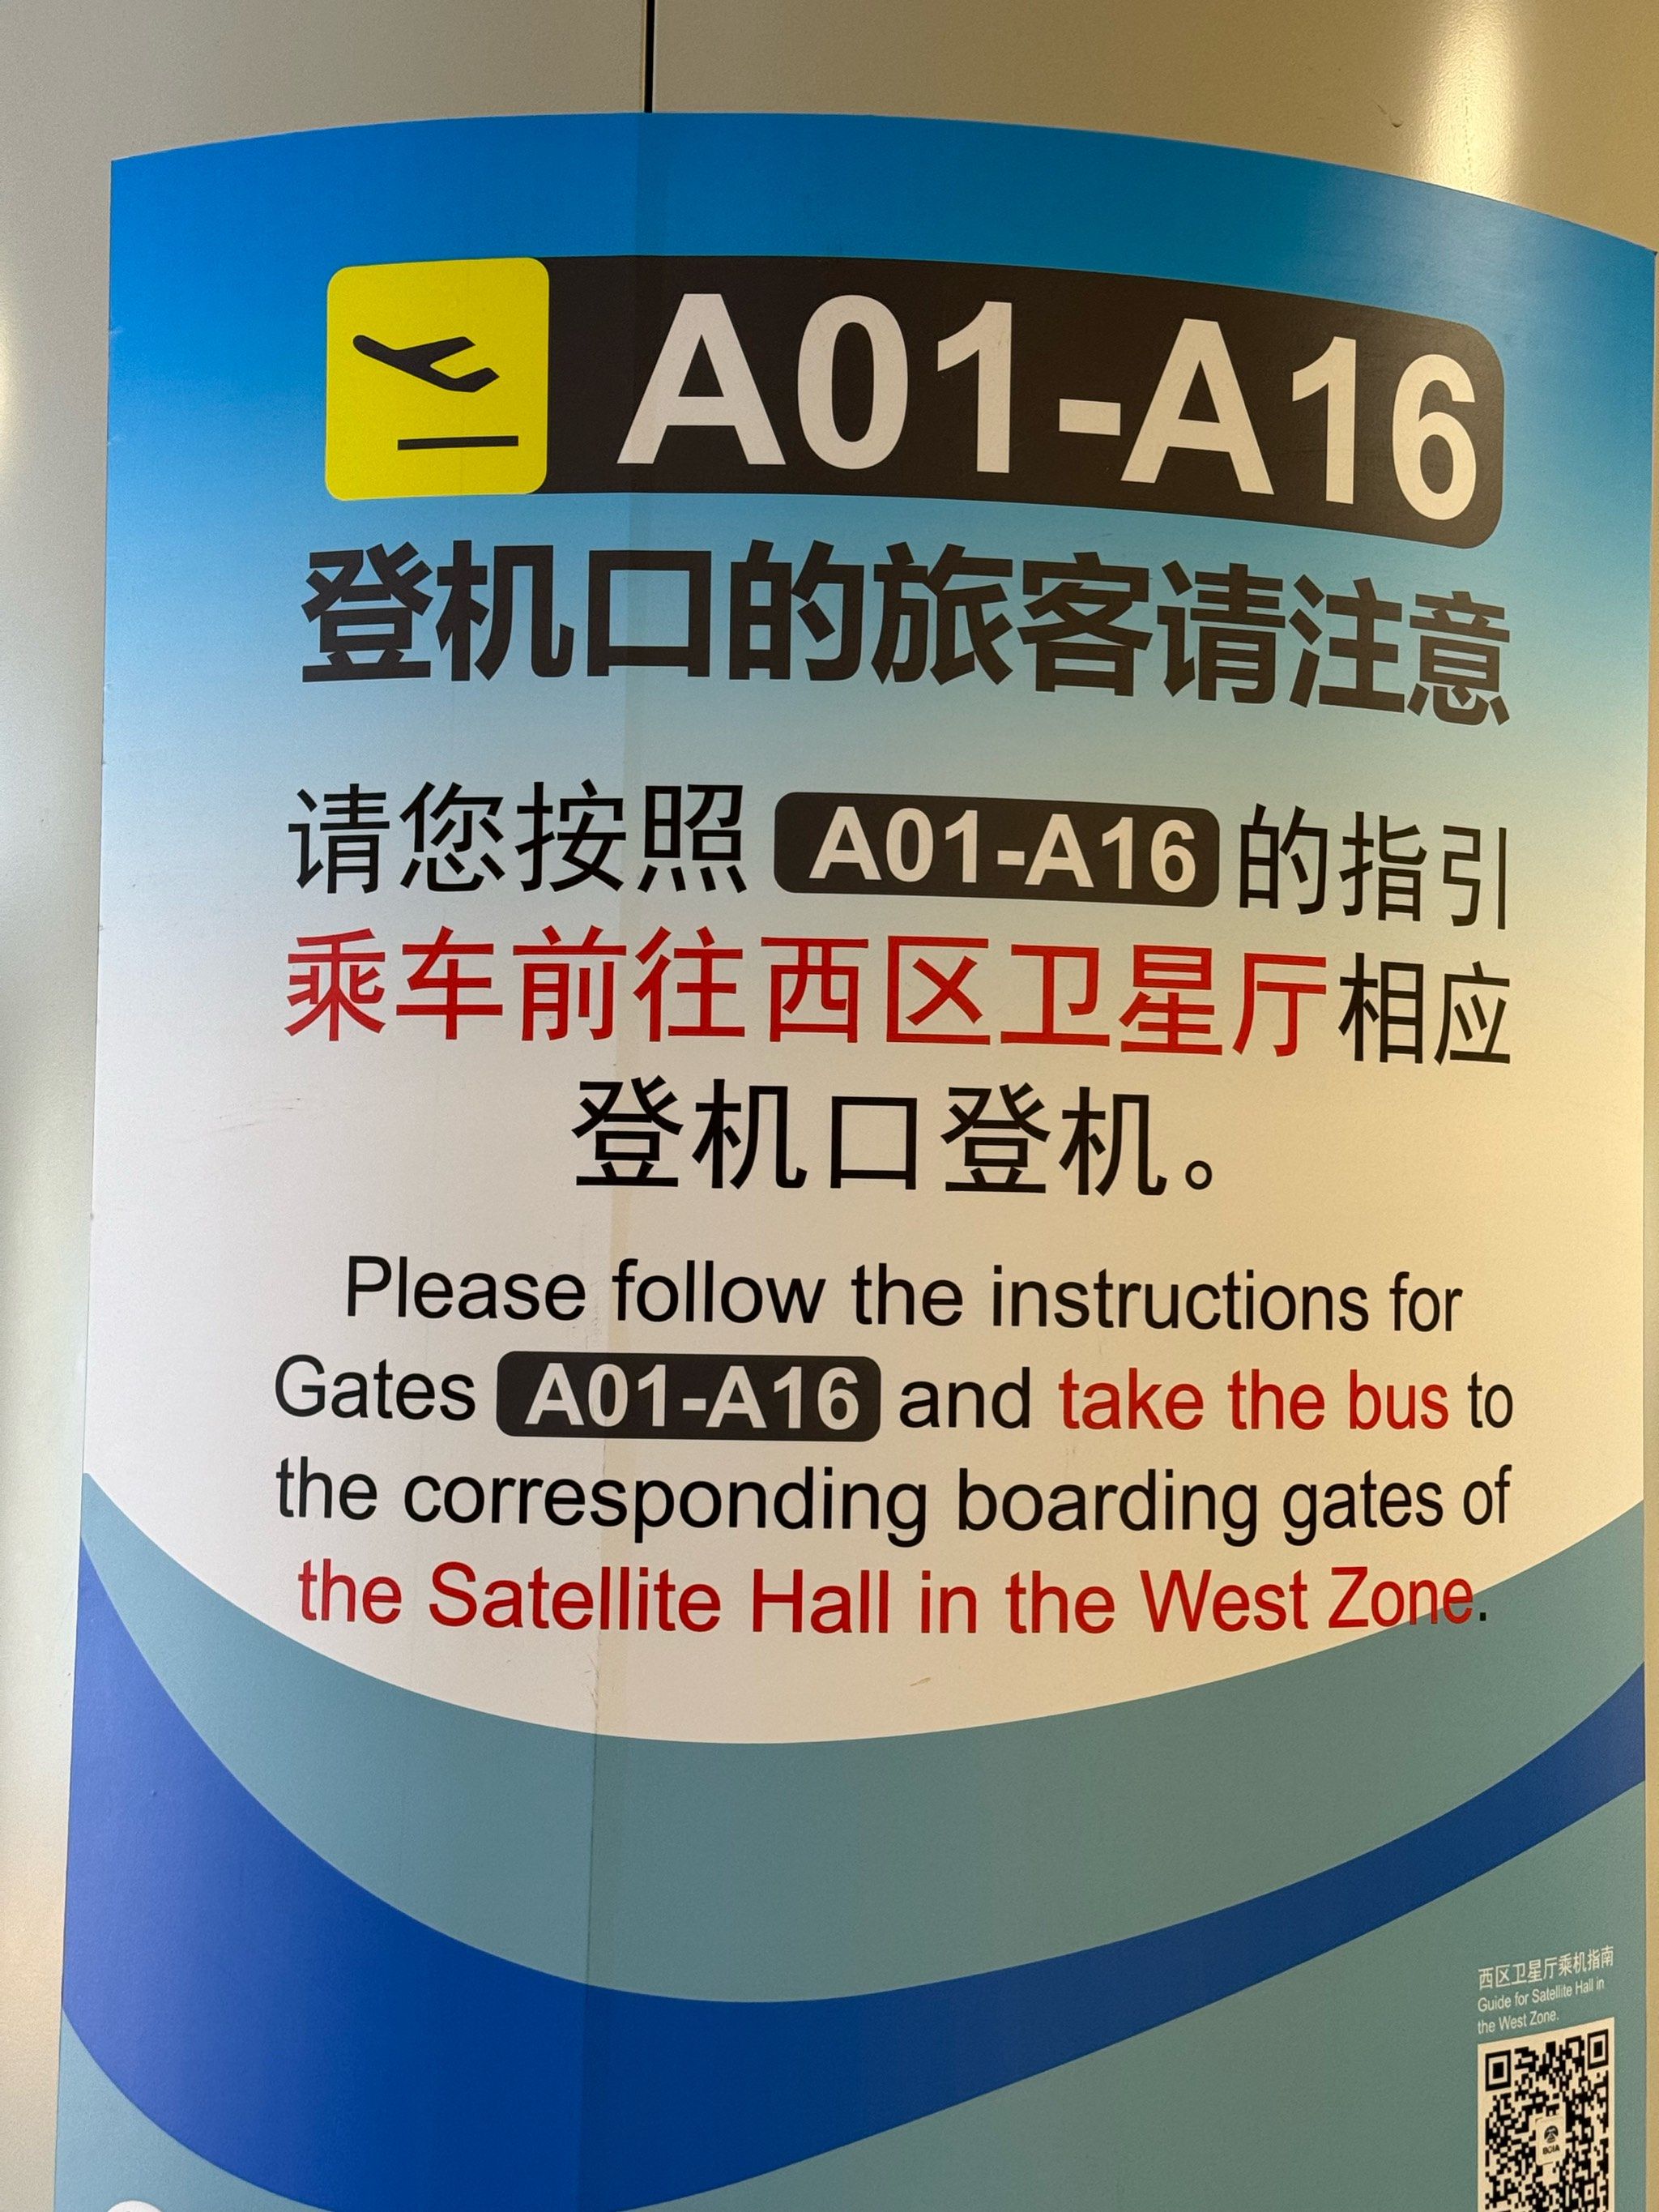 A01-A16
登机口的旅客请注意
请您按照 A01-A16 的指引
乘车前往西区卫星厅相应
登机口登机。
Please follow the instructions for
Gates A01-A16 and take the bus to
the corresponding boarding gates of
the Satellite Hall in the West Zone.
西区卫星厅乘机指南
Guide for Satellite Hall in
the West Zone.
BCIA